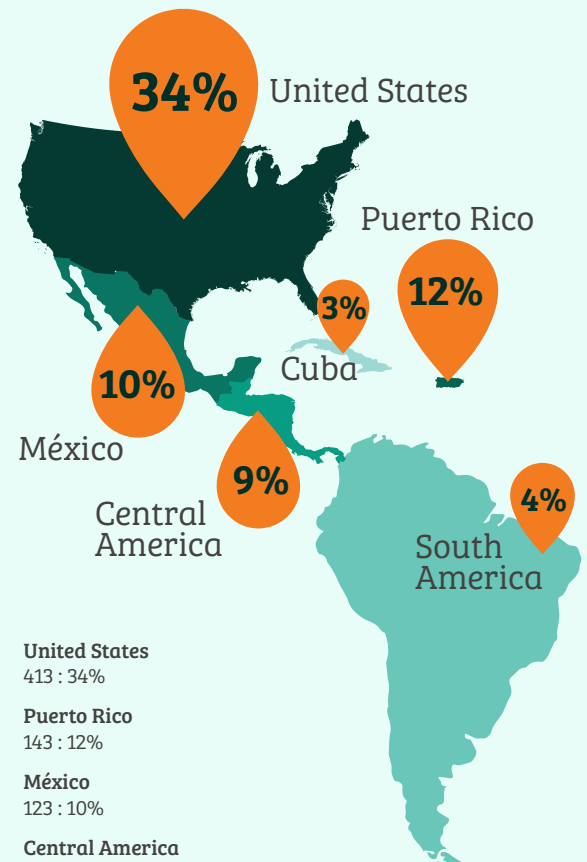 34%
United States
Puerto Rico
12%
3%
Cuba
10%
México
9%
Central
America
4%
South
America
United States
413 : 34%
Puerto Rico
143 : 12%
México
123 : 10%
Central America